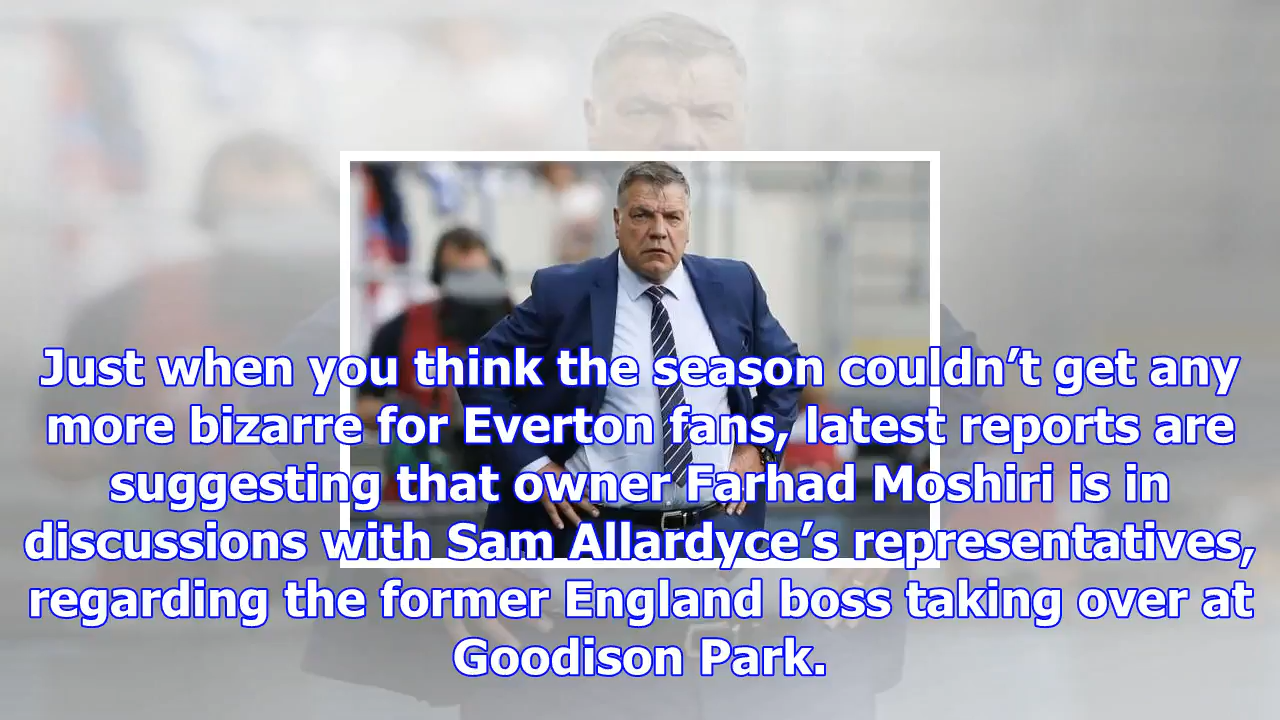 Just when you think the season couldn’t get any
more bizarre for Everton fans, latest reports are
suggesting that owner Farhad Moshiri is in
discussions with Sam Allardyce’s representatives,
regarding the former England boss taking over at
Goodison Park.